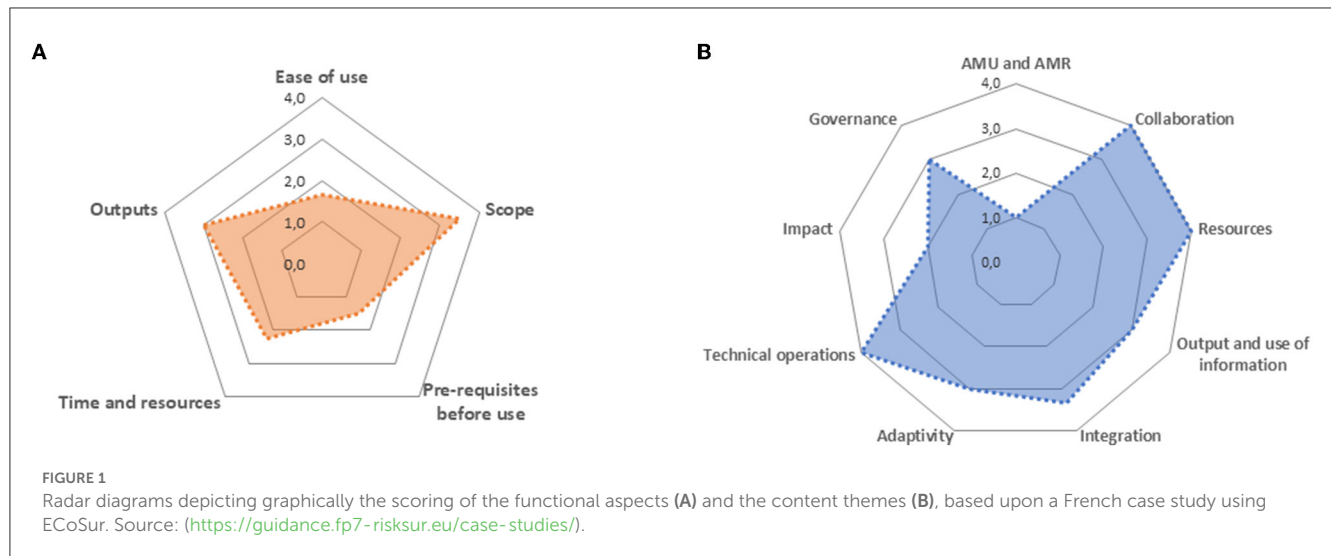 A
Ease of use
4,0
3,0
2,0
1,0
0,0
Outputs
Scope
Time and resources
Pre-requisites
before use
B
AMU and AMR
4,0
3,0
2,0
1,0
0,0
Governance
Collaboration
Impact
Resources
Technical operations
Output and use of
information
Adaptivity
Integration
FIGURE 1
Radar diagrams depicting graphically the scoring of the functional aspects (A) and the content themes (B), based upon a French case study using
ECoSur. Source: (https://guidance.fp7-risksur.eu/case-studies/).